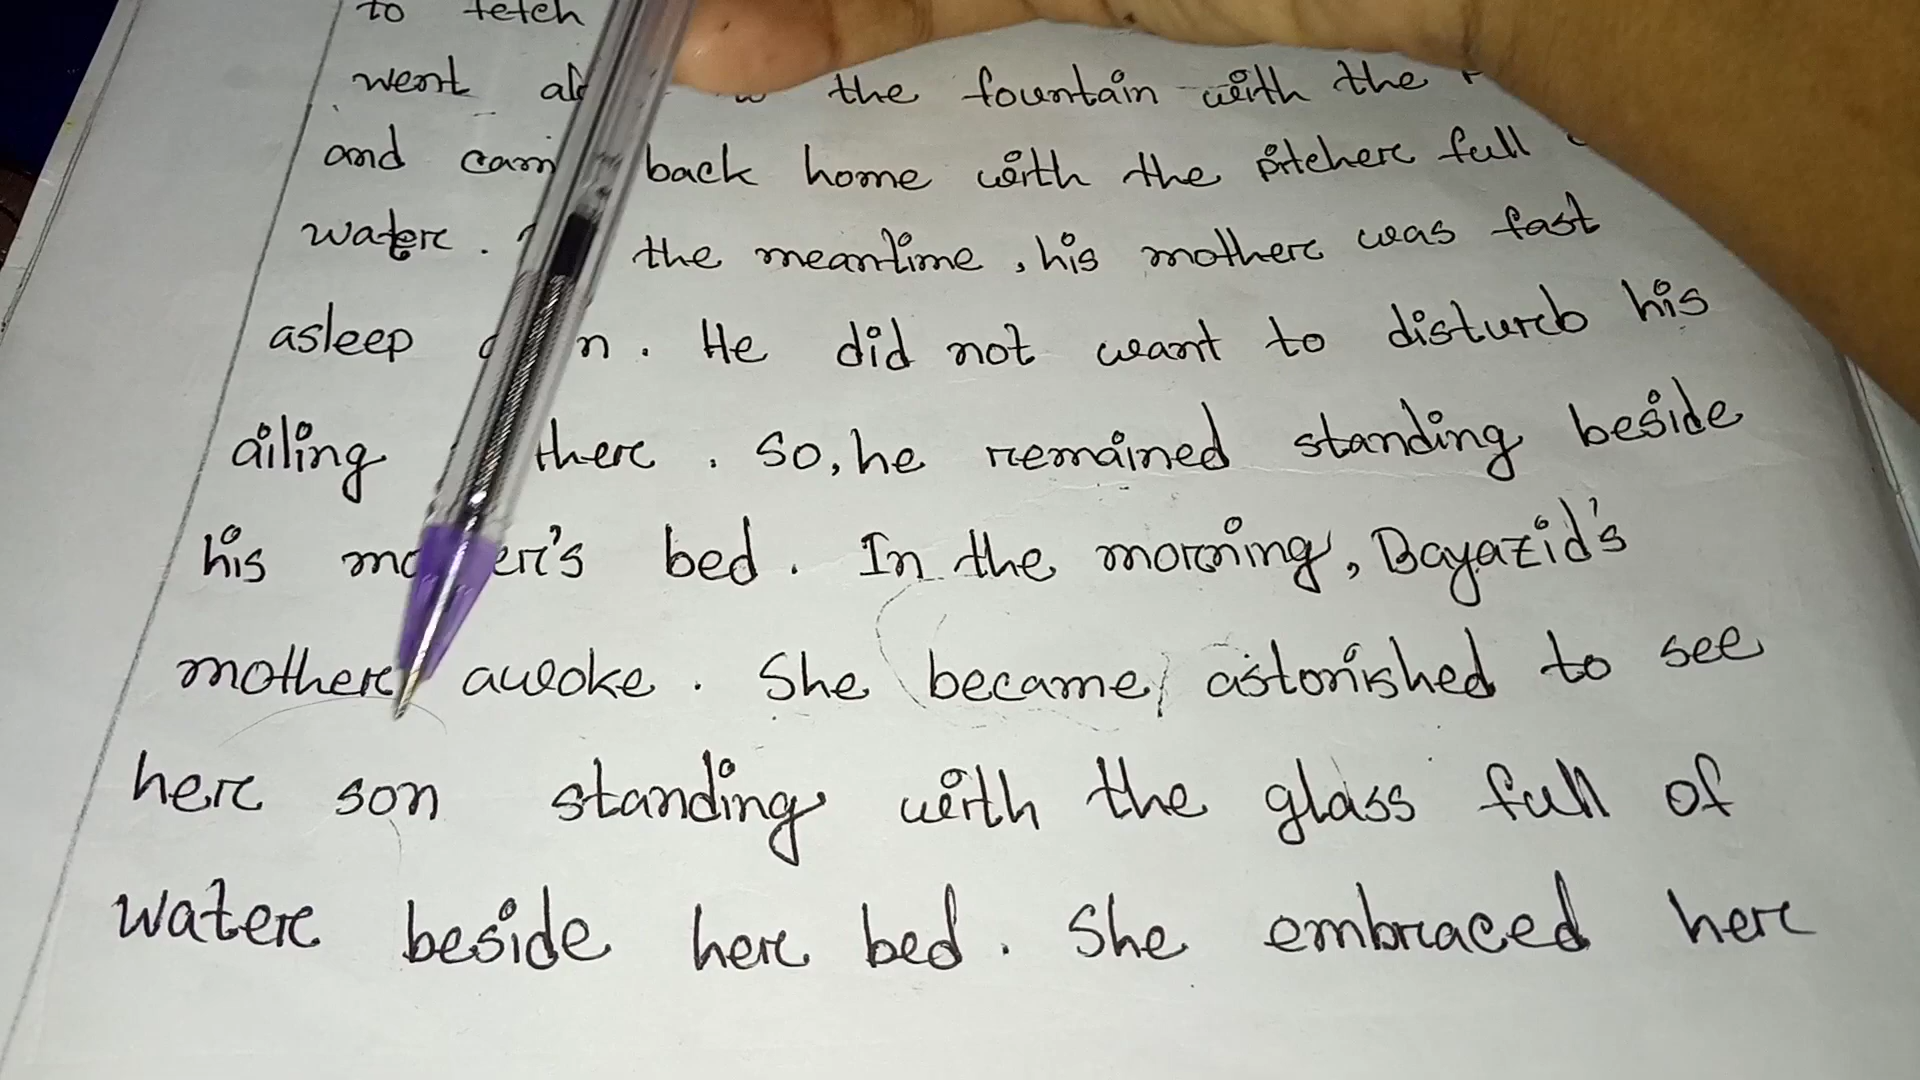 to fetch
went the fountain with the
and back home with the pitcher full
water. the meantime, his mother was fast
asleep He did not want to disturb his
ailing . So, he remained standing beside
his bed. In the morning, Bayazid's
mother awoke. She became astonished to see
her son standing with the glass full of
water beside her bed. She embraced her